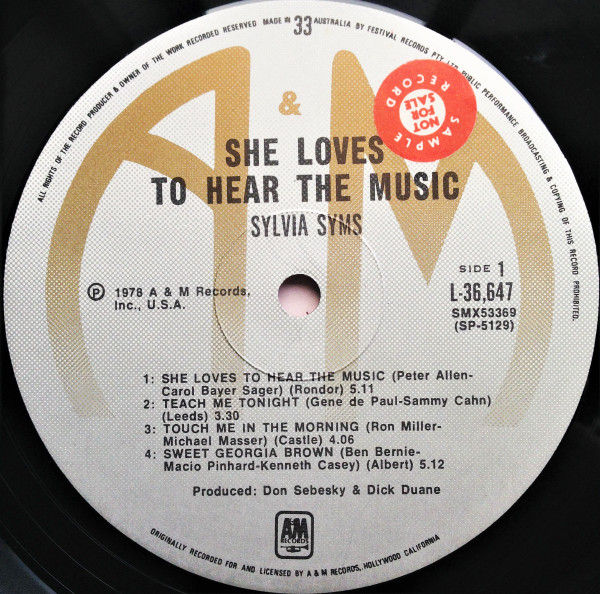 ALL RIGHTS OF THE RECORD PRODUCER & OWNER OF THE WORK RECORDED RESERVED MADE IN AUSTRALIA BY FESTIVAL RECORDS PTY LTD PUBLIC PERFORMANCE BROADCASTING & COPYING OF THIS RECORD PROHIBITED.
33
A & M
SAMPLE RECORD
NOT FOR SALE
SHE LOVES
TO HEAR THE MUSIC
SYLVIA SYMS
SIDE 1
L-36,647
SMX53369
(SP-5129)
℗ 1978 A & M Records,
Inc., U.S.A.
1: SHE LOVES TO HEAR THE MUSIC (Peter Allen-
Carol Bayer Sager) (Rondor) 5.11
2: TEACH ME TONIGHT (Gene de Paul-Sammy Cahn)
(Leeds) 3.30
3: TOUCH ME IN THE MORNING (Ron Miller-
Michael Masser) (Castle) 4.06
4: SWEET GEORGIA BROWN (Ben Bernie-
Macio Pinhard-Kenneth Casey) (Albert) 5.12
Produced: Don Sebesky & Dick Duane
A&M
RECORDS
ORIGINALLY RECORDED FOR AND LICENSED BY A & M RECORDS, HOLLYWOOD CALIFORNIA